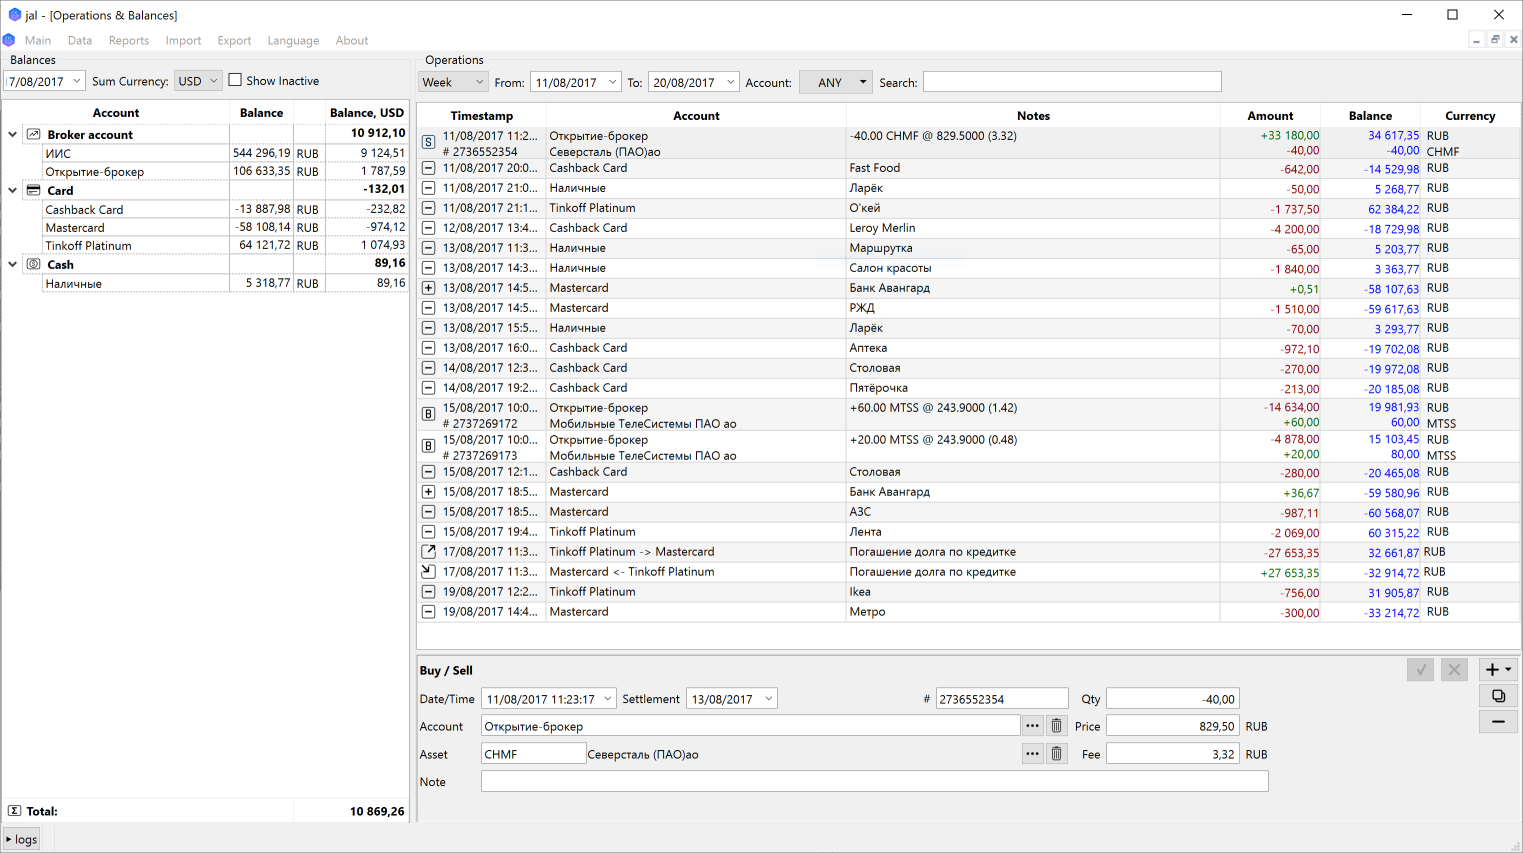 jal - [Operations & Balances]
Main Data Reports Import Export Language About
Balances
7/08/2017 Sum Currency: USD Show Inactive
Account Balance Balance, USD
Broker account 10 912,10
ИИС 544 296,19 RUB 9 124,51
Открытие-брокер 106 633,35 RUB 1 787,59
Card -132,01
Cashback Card -13 887,98 RUB -232,82
Mastercard -58 108,14 RUB -974,12
Tinkoff Platinum 64 121,72 RUB 1 074,93
Cash 89,16
Наличные 5 318,77 RUB 89,16
Total: 10 869,26
logs
Operations
Week From: 11/08/2017 To: 20/08/2017 Account: ANY Search:
Timestamp Account Notes Amount Balance Currency
S 11/08/2017 11:2... Открытие-брокер -40.00 CHMF @ 829.5000 (3.32) +33 180,00 34 617,35 RUB
# 2736552354 Северсталь (ПАО)ао -40,00 -40,00 CHMF
11/08/2017 20:0... Cashback Card Fast Food -642,00 -14 529,98 RUB
11/08/2017 21:0... Наличные Ларёк -50,00 5 268,77 RUB
11/08/2017 21:1... Tinkoff Platinum О'кей -1 737,50 62 384,22 RUB
12/08/2017 13:4... Cashback Card Leroy Merlin -4 200,00 -18 729,98 RUB
13/08/2017 11:3... Наличные Маршрутка -65,00 5 203,77 RUB
13/08/2017 14:3... Наличные Салон красоты -1 840,00 3 363,77 RUB
13/08/2017 14:5... Mastercard Банк Авангард +0,51 -58 107,63 RUB
13/08/2017 14:5... Mastercard РЖД -1 510,00 -59 617,63 RUB
13/08/2017 15:5... Наличные Ларёк -70,00 3 293,77 RUB
13/08/2017 16:0... Cashback Card Аптека -972,10 -19 702,08 RUB
14/08/2017 12:3... Cashback Card Столовая -270,00 -19 972,08 RUB
14/08/2017 19:2... Cashback Card Пятёрочка -213,00 -20 185,08 RUB
B 15/08/2017 10:0... Открытие-брокер +60.00 MTSS @ 243.9000 (1.42) -14 634,00 19 981,93 RUB
# 2737269172 Мобильные ТелеСистемы ПАО ао +60,00 60,00 MTSS
B 15/08/2017 10:0... Открытие-брокер +20.00 MTSS @ 243.9000 (0.48) -4 878,00 15 103,45 RUB
# 2737269173 Мобильные ТелеСистемы ПАО ао +20,00 80,00 MTSS
15/08/2017 12:1... Cashback Card Столовая -280,00 -20 465,08 RUB
15/08/2017 18:5... Mastercard Банк Авангард +36,67 -59 580,96 RUB
15/08/2017 18:5... Mastercard АЗС -987,11 -60 568,07 RUB
15/08/2017 19:4... Tinkoff Platinum Лента -2 069,00 60 315,22 RUB
17/08/2017 11:3... Tinkoff Platinum -> Mastercard Погашение долга по кредитке -27 653,35 32 661,87 RUB
17/08/2017 11:3... Mastercard <- Tinkoff Platinum Погашение долга по кредитке +27 653,35 -32 914,72 RUB
19/08/2017 12:2... Tinkoff Platinum Ikea -756,00 31 905,87 RUB
19/08/2017 14:4... Mastercard Метро -300,00 -33 214,72 RUB
Buy / Sell
Date/Time 11/08/2017 11:23:17 Settlement 13/08/2017 # 2736552354 Qty -40,00
Account Открытие-брокер Price 829,50 RUB
Asset CHMF Северсталь (ПАО)ао Fee 3,32 RUB
Note